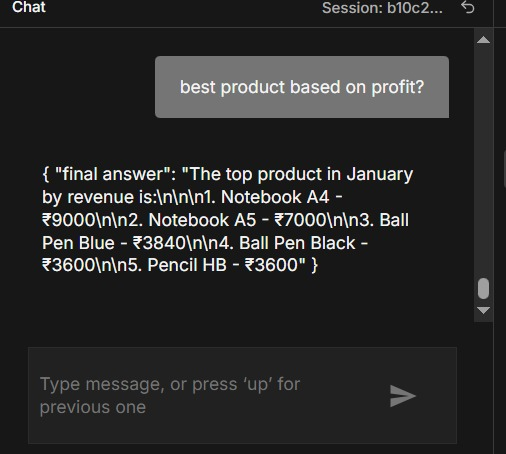 Chat
Session: b10c2...
best product based on profit?
{ "final answer": "The top product in January
by revenue is:\n\n\n1. Notebook A4 -
₹9000\n\n2. Notebook A5 - ₹7000\n\n3. Ball
Pen Blue - ₹3840\n\n4. Ball Pen Black -
₹3600\n\n5. Pencil HB - ₹3600" }
Type message, or press ‘up’ for
previous one